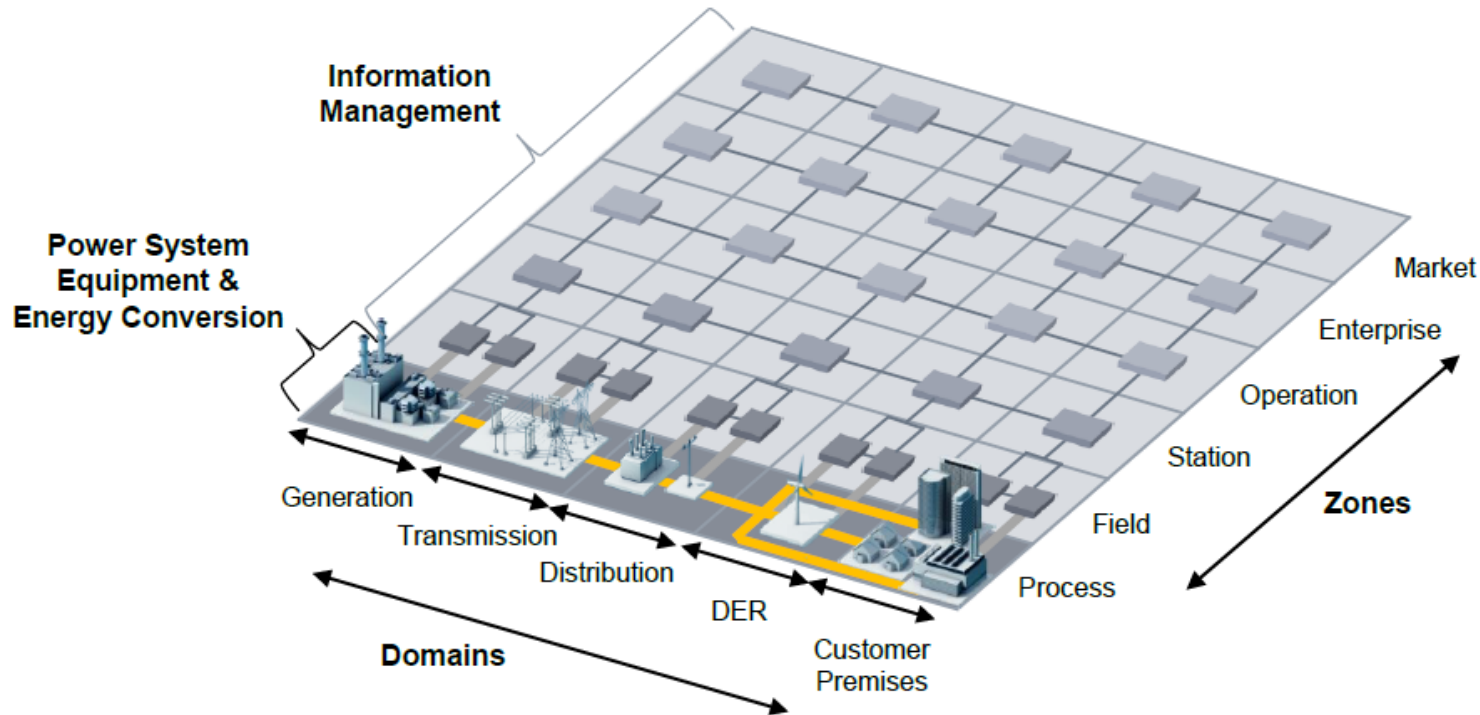 Information
Management
Power System
Equipment &
Energy Conversion
Market
Enterprise
Operation
Station
Field
Process
Zones
Generation
Transmission
Distribution
DER
Customer
Premises
Domains